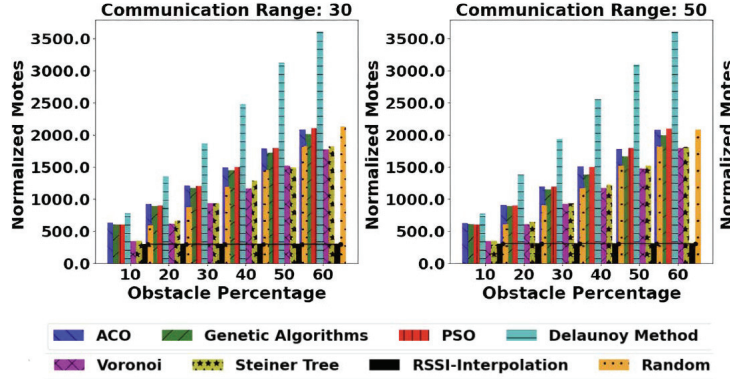 Communication Range: 30
Communication Range: 50
3500.0
3000.0
2500.0
2000.0
1500.0
1000.0
500.0
0.0
Normalized Motes
10 20 30 40 50 60
Obstacle Percentage
3500.0
3000.0
2500.0
2000.0
1500.0
1000.0
500.0
0.0
Normalized Motes
10 20 30 40 50 60
Obstacle Percentage
Normalized Motes
ACO Genetic Algorithms PSO Delaunoy Method
Voronoi Steiner Tree RSSI-Interpolation Random